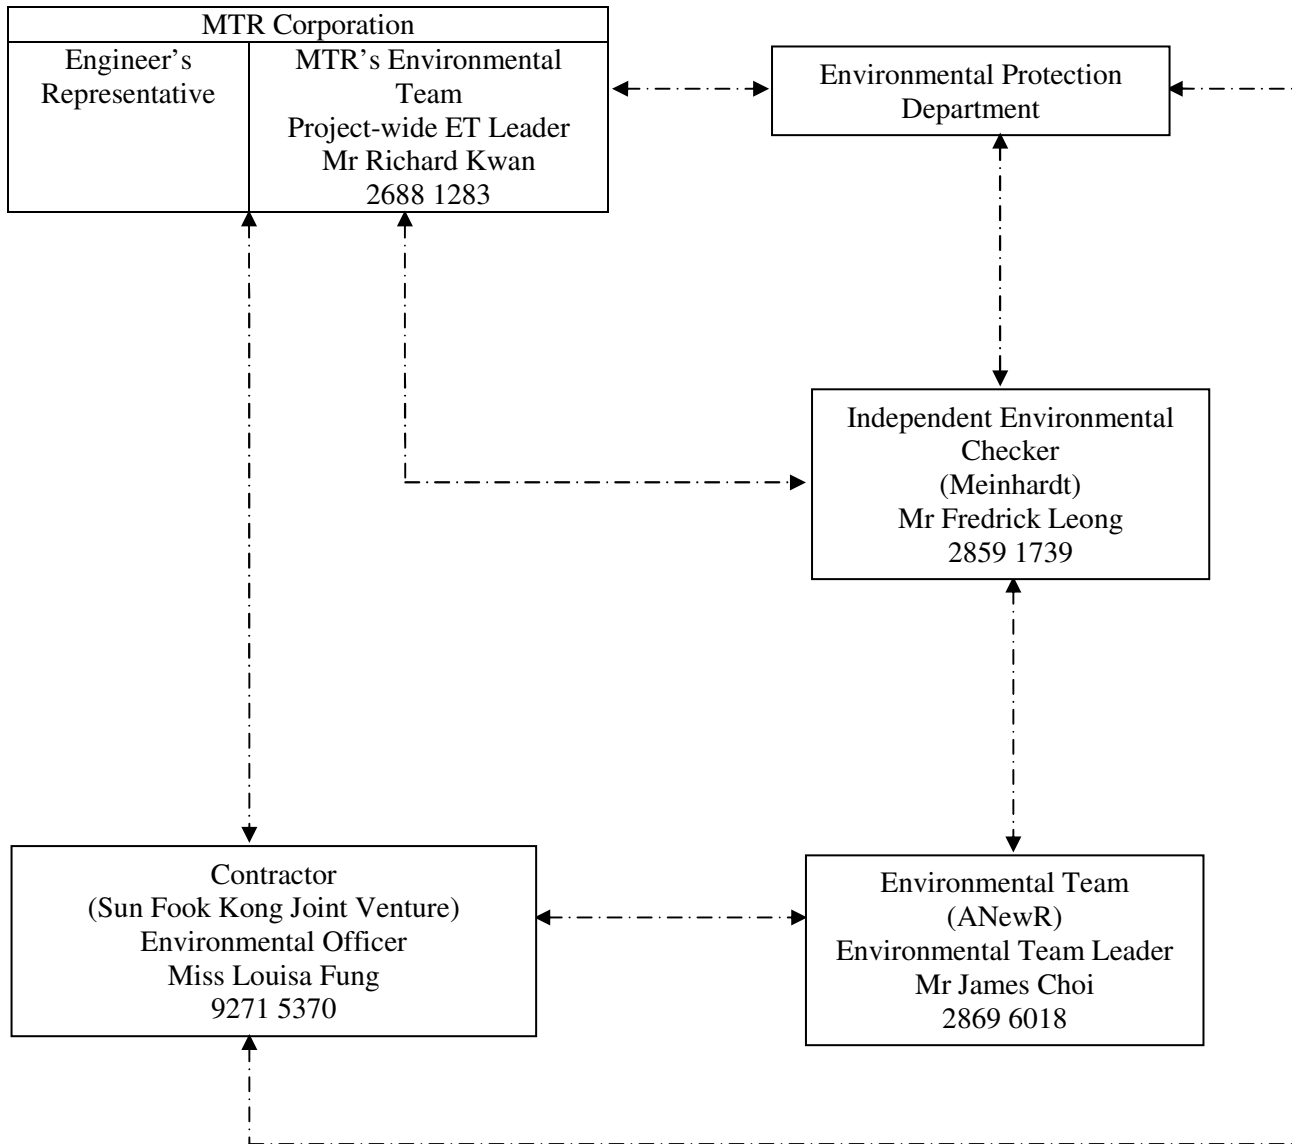 MTR Corporation
Engineer's
Representative
MTR's Environmental
Team
Project-wide ET Leader
Mr Richard Kwan
2688 1283
Environmental Protection
Department
Independent Environmental
Checker
(Meinhardt)
Mr Fredrick Leong
2859 1739
Contractor
(Sun Fook Kong Joint Venture)
Environmental Officer
Miss Louisa Fung
9271 5370
Environmental Team
(ANewR)
Environmental Team Leader
Mr James Choi
2869 6018